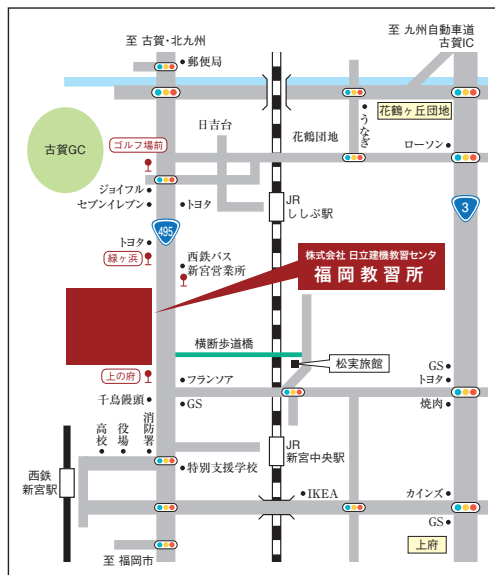 至 九州自動車道
古賀IC
至 古賀・北九州
郵便局
花鶴ヶ丘団地
うなぎ
日吉台
花鶴団地
ローソン
古賀GC
ゴルフ場前
ジョイフル
セブンイレブン
トヨタ
JR
ししぶ駅
3
495
トヨタ
緑ヶ浜
西鉄バス
新宮営業所
株式会社 日立建機教習センタ
福岡教習所
横断歩道橋
松実旅館
上の府
フランソア
GS
トヨタ
焼肉
千鳥饅頭
GS
高校
役場
消防署
JR
新宮中央駅
西鉄
新宮駅
特別支援学校
IKEA
カインズ
GS
上府
至 福岡市